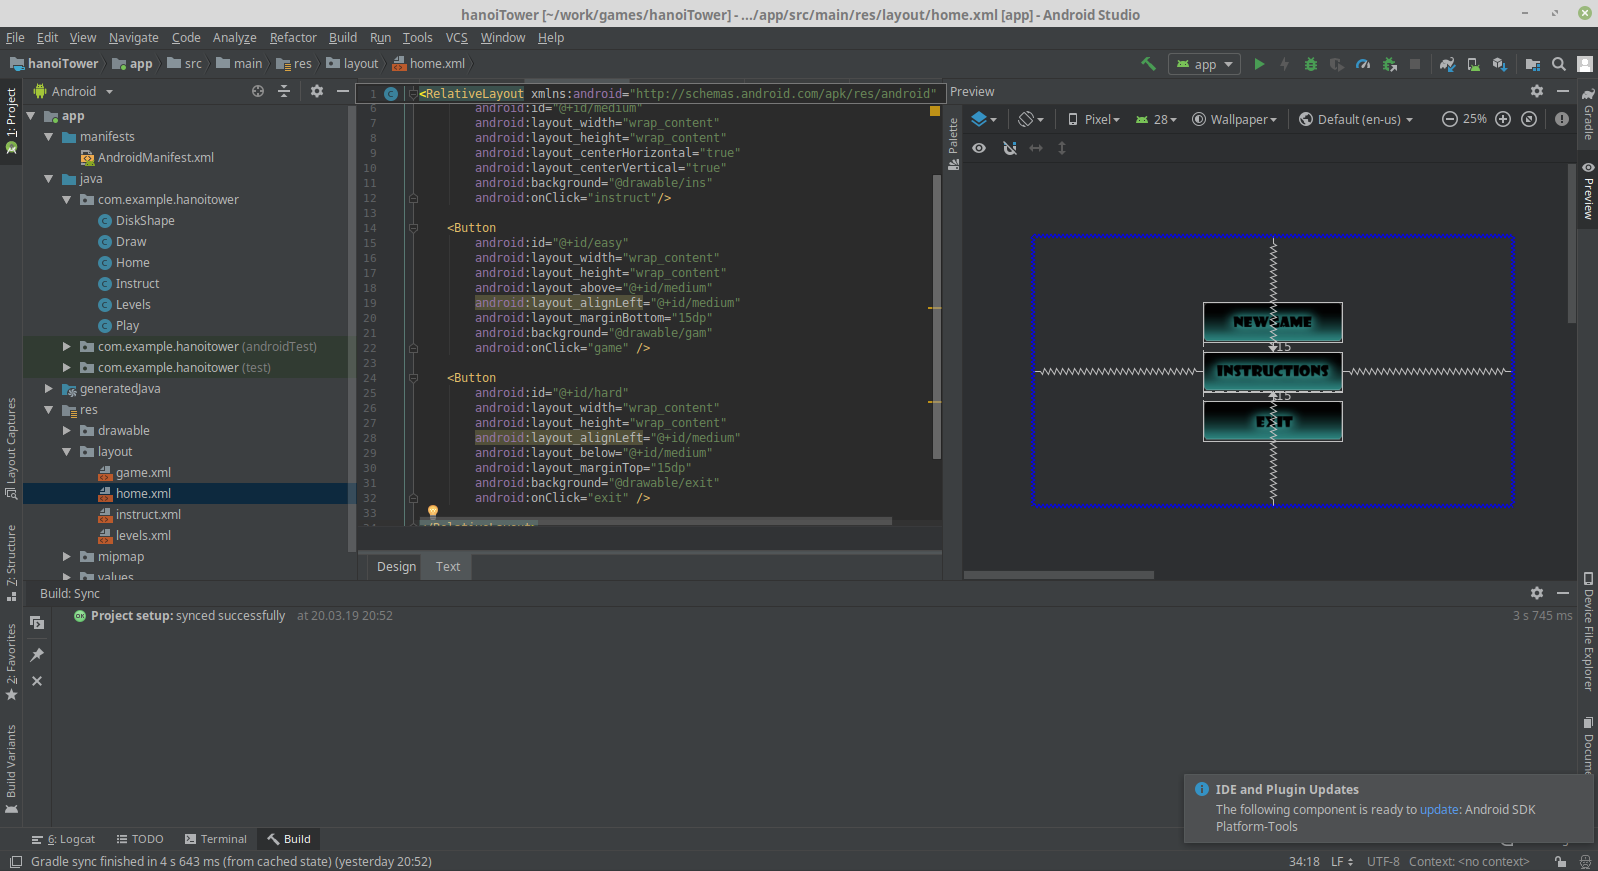 hanoiTower [~/work/games/hanoiTower] - .../app/src/main/res/layout/home.xml [app] - Android Studio
File Edit View Navigate Code Analyze Refactor Build Run Tools VCS Window Help
hanoiTower app src main res layout home.xml
app
1: Project
7: Structure
Layout Captures
2: Favorites
Build Variants
Android
app
manifests
AndroidManifest.xml
java
com.example.hanoitower
DiskShape
Draw
Home
Instruct
Levels
Play
com.example.hanoitower (androidTest)
com.example.hanoitower (test)
generatedJava
res
drawable
layout
game.xml
home.xml
instruct.xml
levels.xml
mipmap
values
1 <RelativeLayout xmlns:android="http://schemas.android.com/apk/res/android"
6 android:id="@+id/medium"
7 android:layout_width="wrap_content"
8 android:layout_height="wrap_content"
9 android:layout_centerHorizontal="true"
10 android:layout_centerVertical="true"
11 android:background="@drawable/ins"
12 android:onClick="instruct"/>
13
14 <Button
15 android:id="@+id/easy"
16 android:layout_width="wrap_content"
17 android:layout_height="wrap_content"
18 android:layout_above="@+id/medium"
19 android:layout_alignLeft="@+id/medium"
20 android:layout_marginBottom="15dp"
21 android:background="@drawable/gam"
22 android:onClick="game" />
23
24 <Button
25 android:id="@+id/hard"
26 android:layout_width="wrap_content"
27 android:layout_height="wrap_content"
28 android:layout_alignLeft="@+id/medium"
29 android:layout_below="@+id/medium"
30 android:layout_marginTop="15dp"
31 android:background="@drawable/exit"
32 android:onClick="exit" />
33
34 </RelativeLayout>
Design Text
Preview
Palette
Pixel 28 Wallpaper Default (en-us) 25%
NEW GAME
15
INSTRUCTIONS
15
EXIT
Gradle
Preview
Device File Explorer
Docume
Build: Sync
Project setup: synced successfully at 20.03.19 20:52
3 s 745 ms
IDE and Plugin Updates
The following component is ready to update: Android SDK
Platform-Tools
6: Logcat TODO Terminal Build
Gradle sync finished in 4 s 643 ms (from cached state) (yesterday 20:52)
34:18 LF UTF-8 Context: <no context>